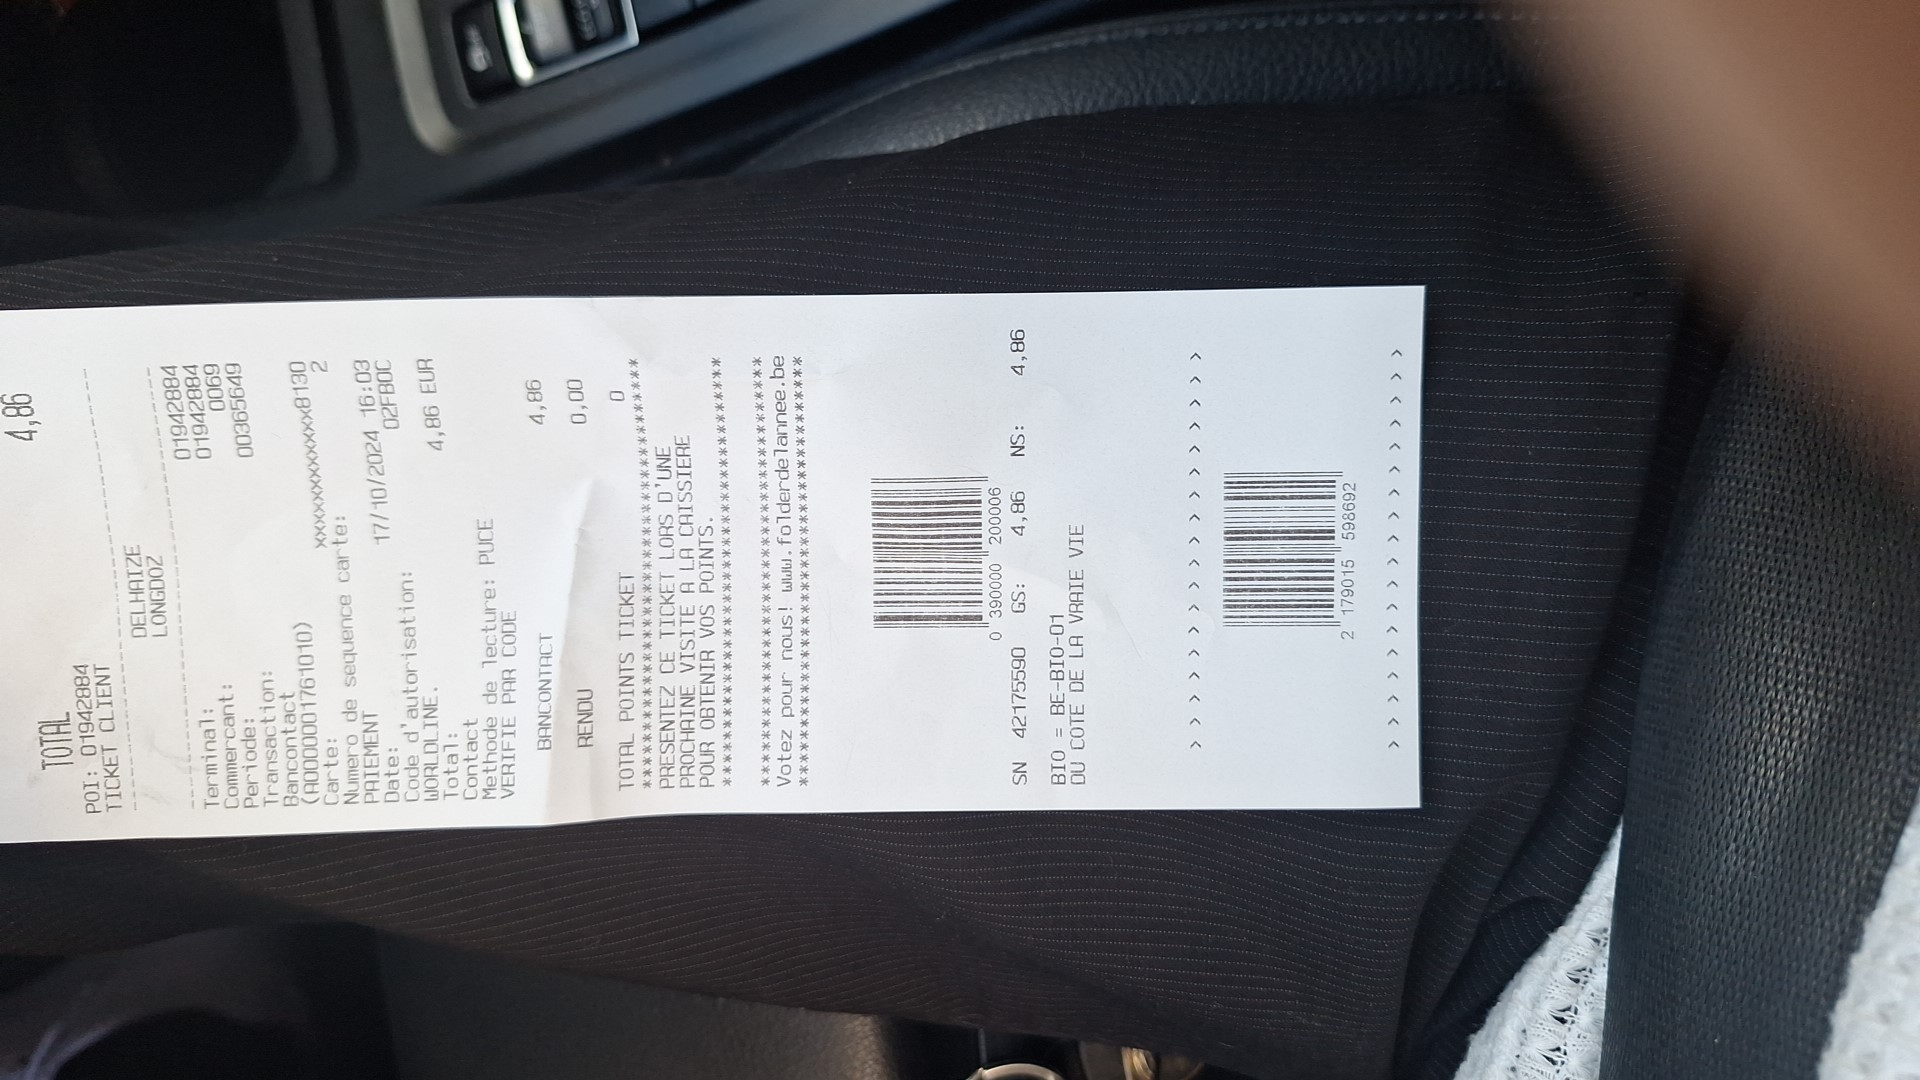 TOTAL 4,86
POI: 01942884
TICKET CLIENT
--------------------------------
DELHAIZE
LONGDOZ
--------------------------------
Terminal: 01942884
Commercant: 01942884
Periode: 0069
Transaction: 00365649
Bancontact
(A0000001761010)
Carte: xxxxxxxxxxxxx8130
Numero de sequence carte: 2
PAIEMENT
Date: 17/10/2024 16:03
Code d'autorisation: 02FB0C
WORLDLINE.
Total: 4,86 EUR
Contact
Methode de lecture: PUCE
VERIFIE PAR CODE
BANCONTACT 4,86
RENDU 0,00
TOTAL POINTS TICKET 0
****************************************
PRESENTEZ CE TICKET LORS D'UNE
PROCHAINE VISITE A LA CAISSIERE
POUR OBTENIR VOS POINTS.
****************************************
****************************************
Votez pour nous! www.folderdelannee.be
****************************************
0 390000 200006
SN 42175590 GS: 4,86 NS: 4,86
BIO = BE-BIO-01
DU COTE DE LA VRAIE VIE
> > > > > > > > > > > > > > > > > >
2 179015 598692
> > > > > > > > > > > > > > > > > >